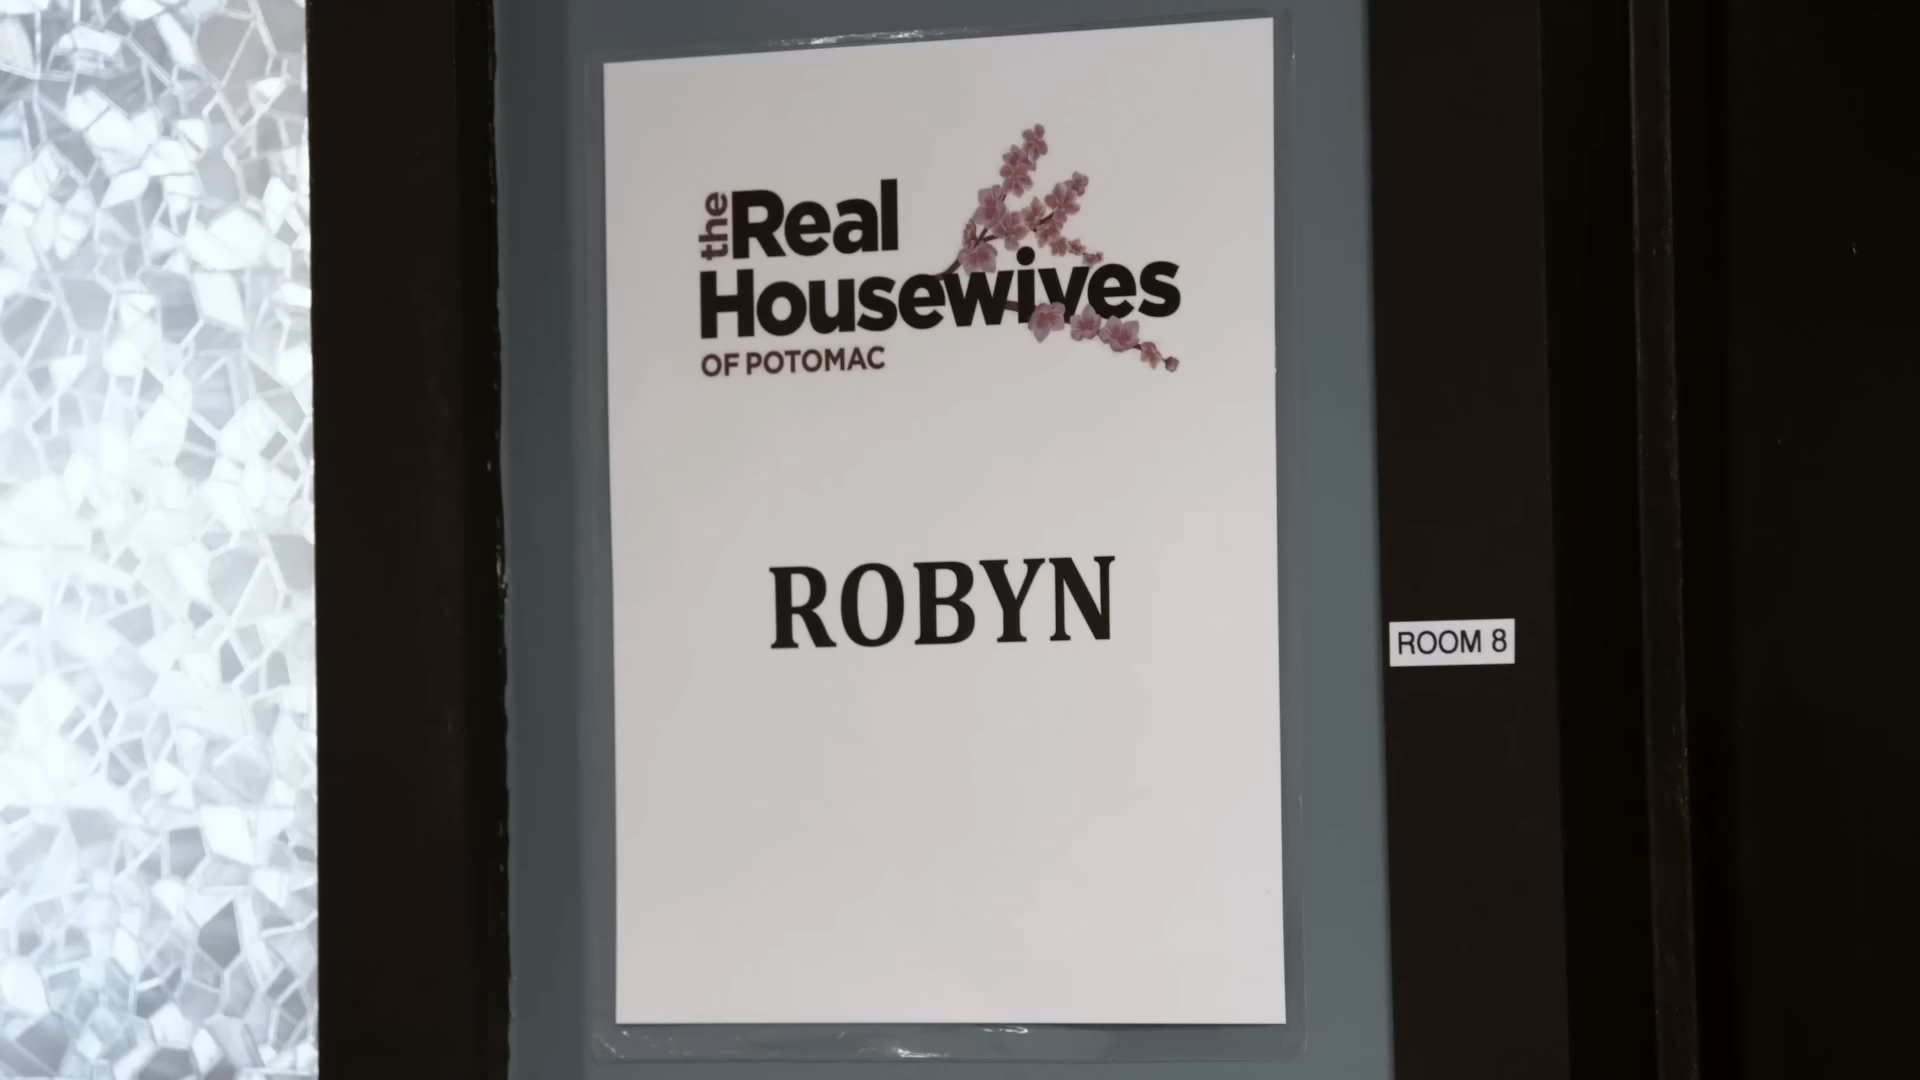 the Real
Housewives
OF POTOMAC
ROBYN
ROOM 8